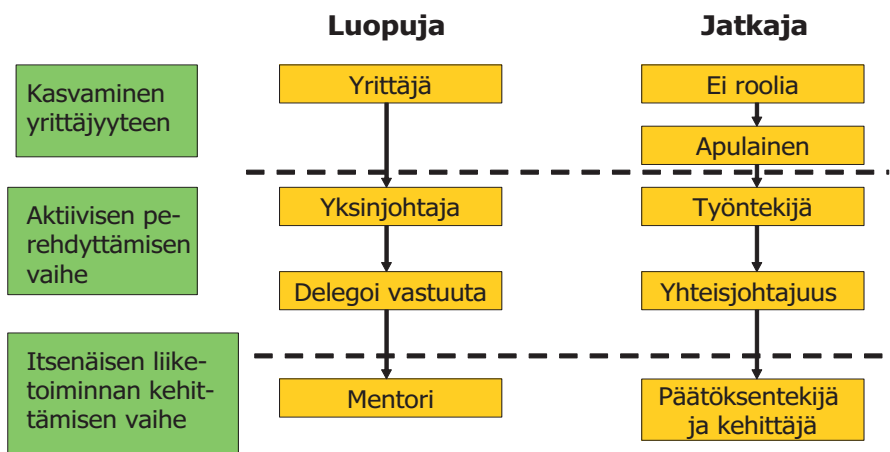 Luopuja
Jatkaja
Kasvaminen
yrittäjyyteen
Yrittäjä
Ei roolia
Apulainen
Aktiivisen pe-
rehdyttämisen
vaihe
Yksinjohtaja
Työntekijä
Delegoi vastuuta
Yhteisjohtajuus
Itsenäisen liike-
toiminnan kehit-
tämisen vaihe
Mentori
Päätöksentekijä
ja kehittäjä